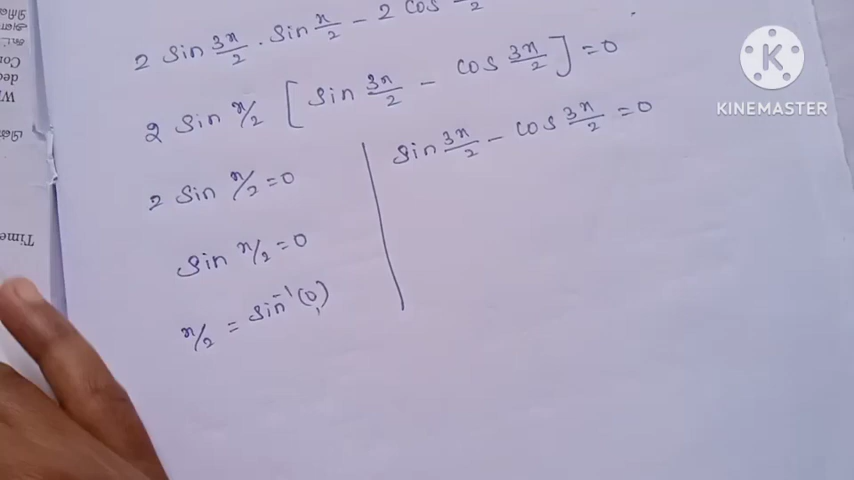 2 sin 3x/2 . sin x/2 - 2 cos
2 sin x/2 [ sin 3x/2 - cos 3x/2 ] = 0
2 sin x/2 = 0
sin x/2 = 0
x/2 = sin⁻¹(0)
sin 3x/2 - cos 3x/2 = 0
KINEMASTER
Time